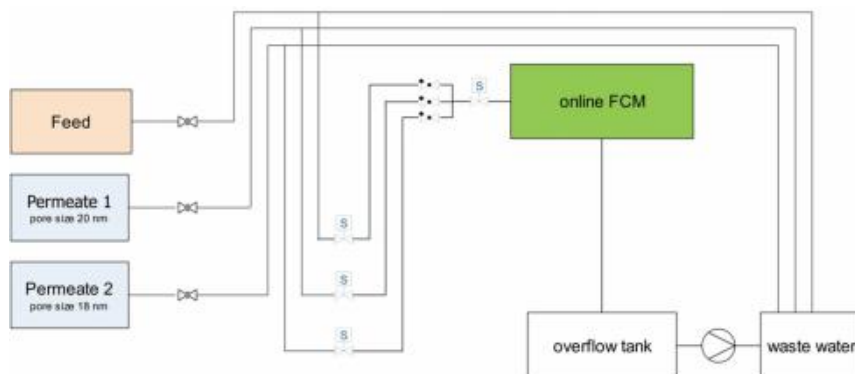 S
online FCM
Feed
Permeate 1
pore size 20 nm
S
Permeate 2
pore size 18 nm
S
S
overflow tank
waste water